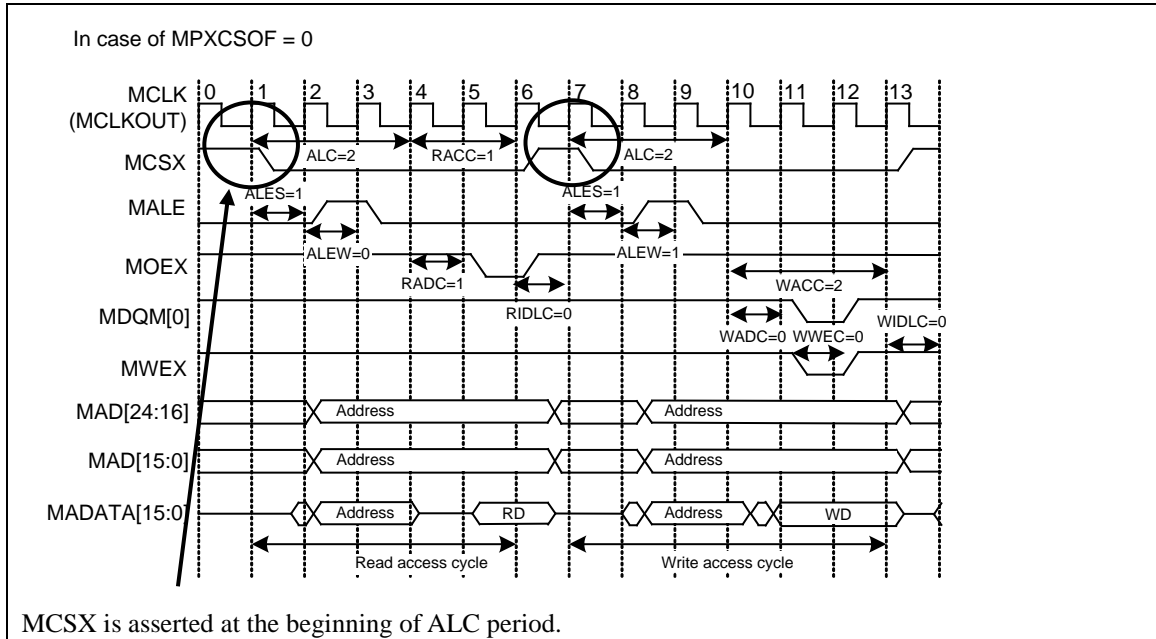 In case of MPXCSOF = 0
0 1 2 3 4 5 6 7 8 9 10 11 12 13
MCLK
(MCLKOUT)
ALC=2 RACC=1 ALC=2
MCSX
ALES=1 ALES=1
MALE
ALEW=0 ALEW=1
MOEX
RADC=1 WACC=2
RIDLC=0
MDQM[0]
WADC=0 WWEC=0 WIDLC=0
MWEX
MAD[24:16] Address Address
MAD[15:0] Address Address
MADATA[15:0] Address RD Address WD
Read access cycle Write access cycle
MCSX is asserted at the beginning of ALC period.